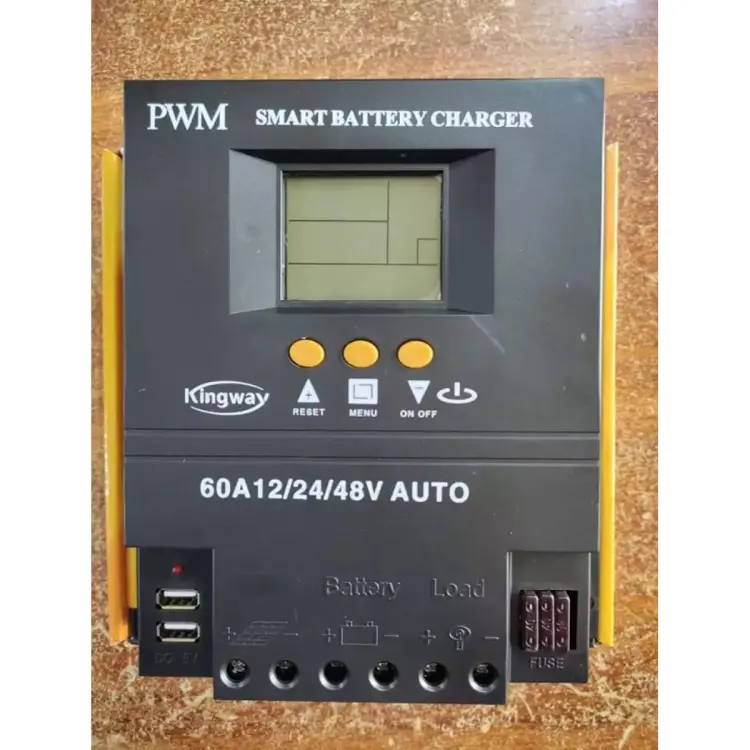 PWM SMART BATTERY CHARGER
Kingway
RESET MENU ON OFF
60A12/24/48V AUTO
Battery Load
+ - + - + -
DC 5V
FUSE